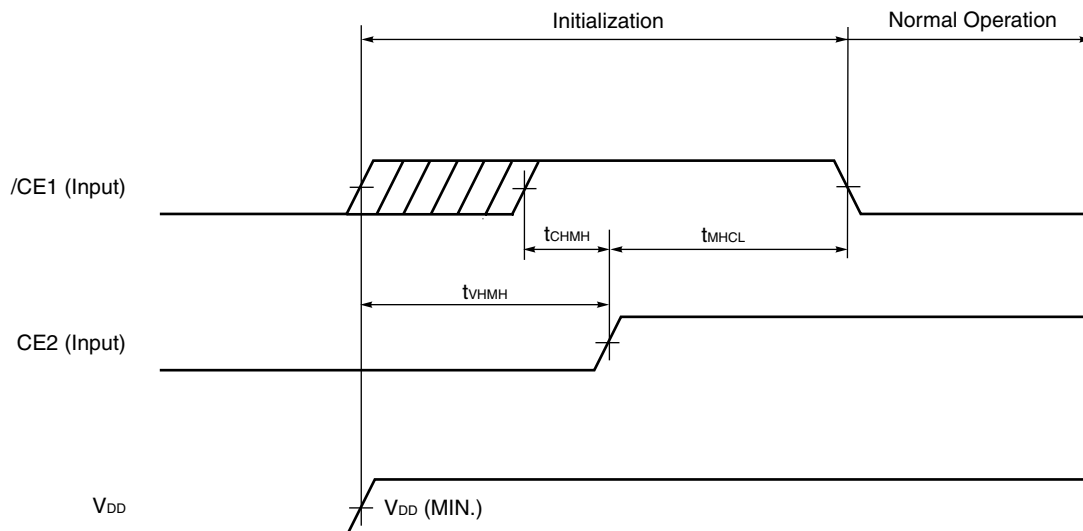 Initialization
Normal Operation
/CE1 (Input)
tCHMH
tMHCL
tVHMH
CE2 (Input)
VDD
VDD (MIN.)